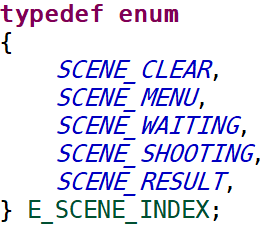 typedef enum
{
    SCENE_CLEAR,
    SCENE_MENU,
    SCENE_WAITING,
    SCENE_SHOOTING,
    SCENE_RESULT,
} E_SCENE_INDEX;